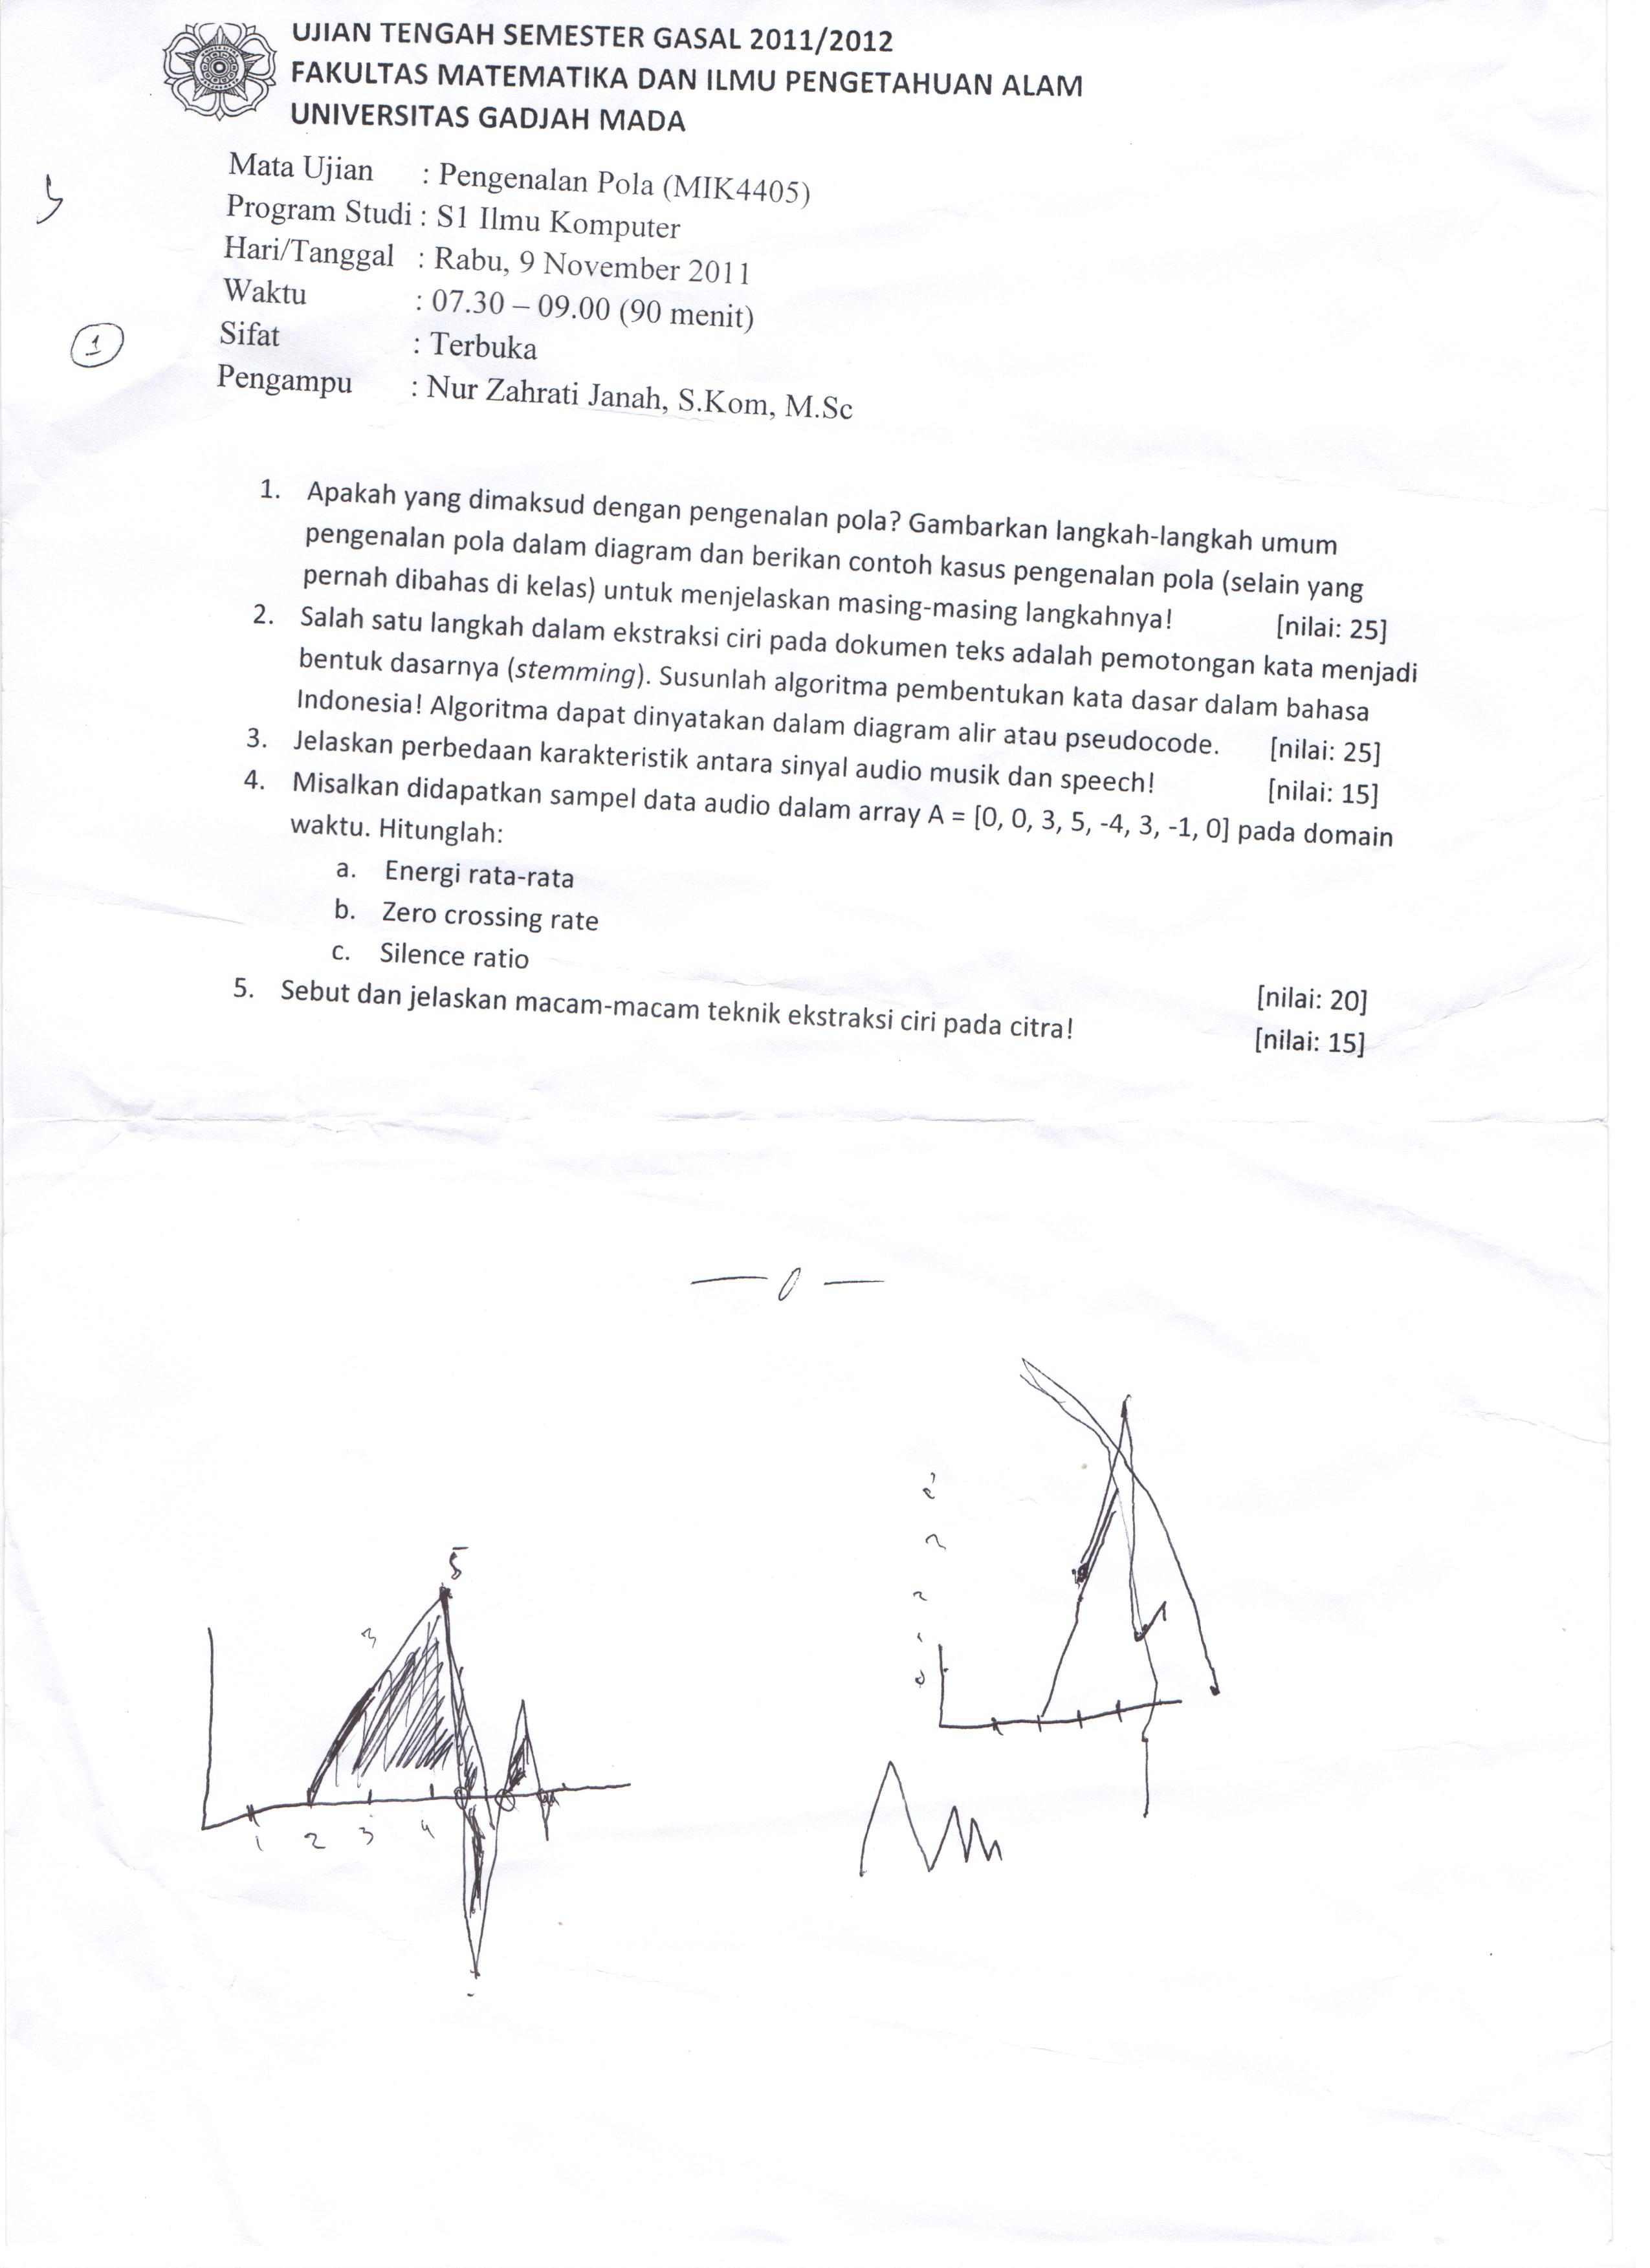 UJIAN TENGAH SEMESTER GASAL 2011/2012
FAKULTAS MATEMATIKA DAN ILMU PENGETAHUAN ALAM
UNIVERSITAS GADJAH MADA
Mata Ujian : Pengenalan Pola (MIK4405)
Program Studi : S1 Ilmu Komputer
Hari/Tanggal : Rabu, 9 November 2011
Waktu : 07.30 – 09.00 (90 menit)
Sifat : Terbuka
Pengampu : Nur Zahrati Janah, S.Kom, M.Sc
1
1. Apakah yang dimaksud dengan pengenalan pola? Gambarkan langkah-langkah umum
pengenalan pola dalam diagram dan berikan contoh kasus pengenalan pola (selain yang
pernah dibahas di kelas) untuk menjelaskan masing-masing langkahnya! [nilai: 25]
2. Salah satu langkah dalam ekstraksi ciri pada dokumen teks adalah pemotongan kata menjadi
bentuk dasarnya (stemming). Susunlah algoritma pembentukan kata dasar dalam bahasa
Indonesia! Algoritma dapat dinyatakan dalam diagram alir atau pseudocode. [nilai: 25]
3. Jelaskan perbedaan karakteristik antara sinyal audio musik dan speech! [nilai: 15]
4. Misalkan didapatkan sampel data audio dalam array A = [0, 0, 3, 5, -4, 3, -1, 0] pada domain
waktu. Hitunglah:
a. Energi rata-rata
b. Zero crossing rate
c. Silence ratio
[nilai: 20]
5. Sebut dan jelaskan macam-macam teknik ekstraksi ciri pada citra! [nilai: 15]
— 0 —
5
3
1 2 3 4